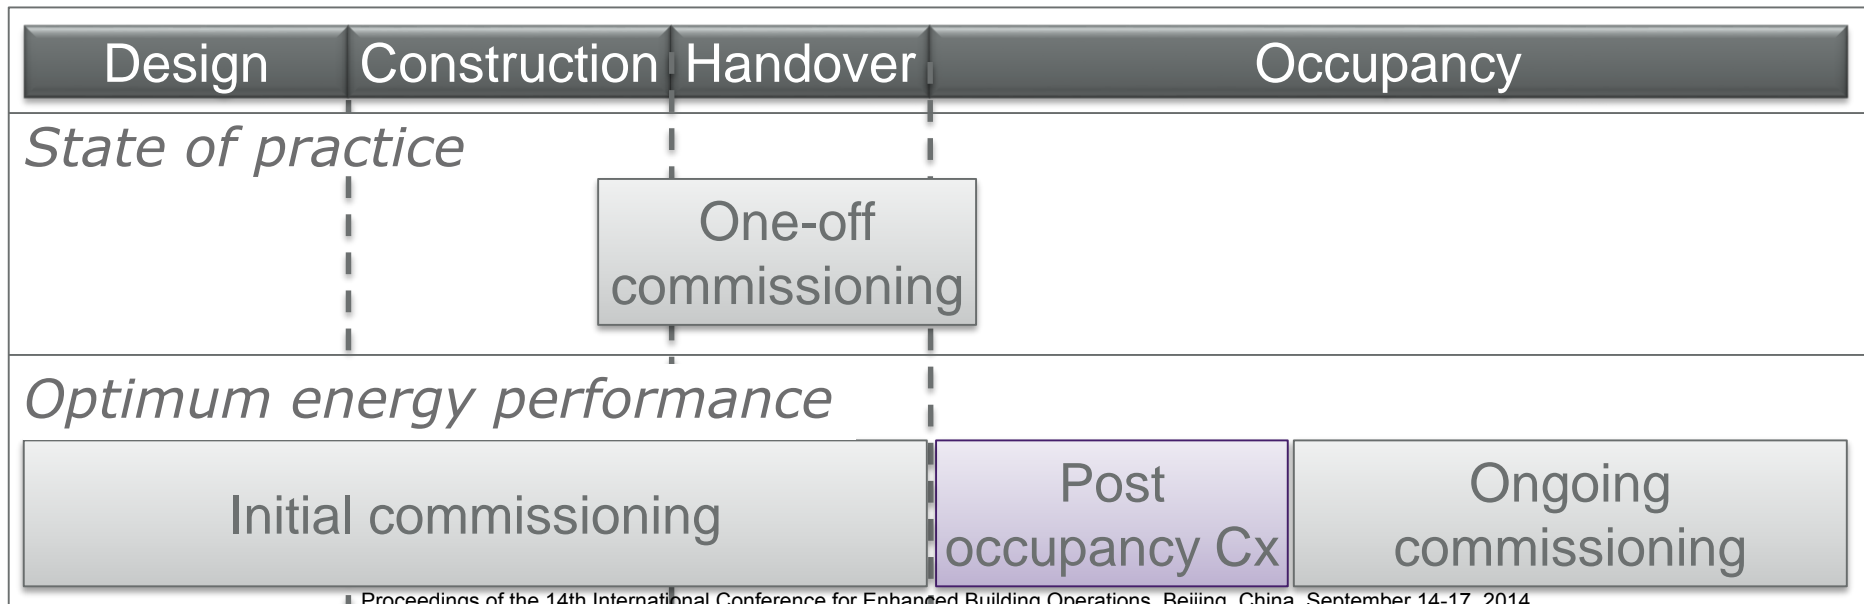 Design Construction Handover Occupancy
State of practice
One-off
commissioning
Optimum energy performance
Initial commissioning
Post
occupancy Cx
Ongoing
commissioning
Proceedings of the 14th International Conference for Enhanced Building Operations, Beijing, China, September 14-17, 2014